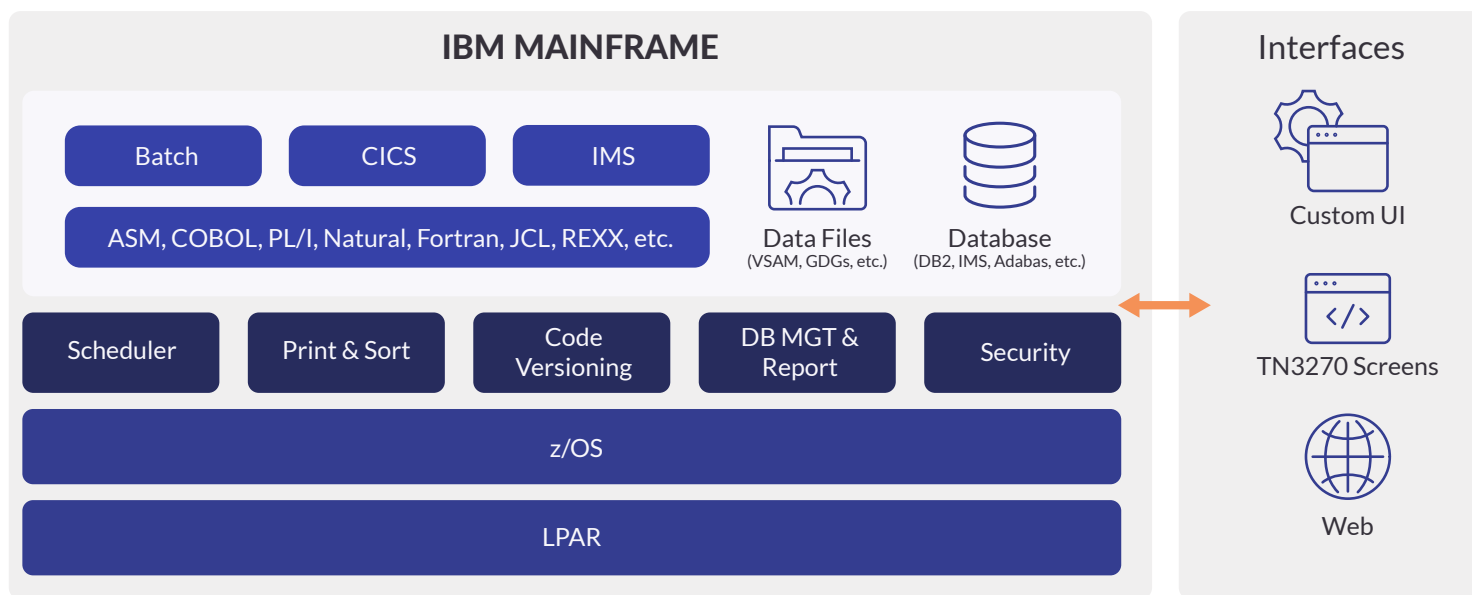 IBM MAINFRAME
Batch
CICS
IMS
ASM, COBOL, PL/I, Natural, Fortran, JCL, REXX, etc.
Data Files
(VSAM, GDGs, etc.)
Database
(DB2, IMS, Adabas, etc.)
Scheduler
Print & Sort
Code
Versioning
DB MGT &
Report
Security
z/OS
LPAR
Interfaces
Custom UI
TN3270 Screens
Web